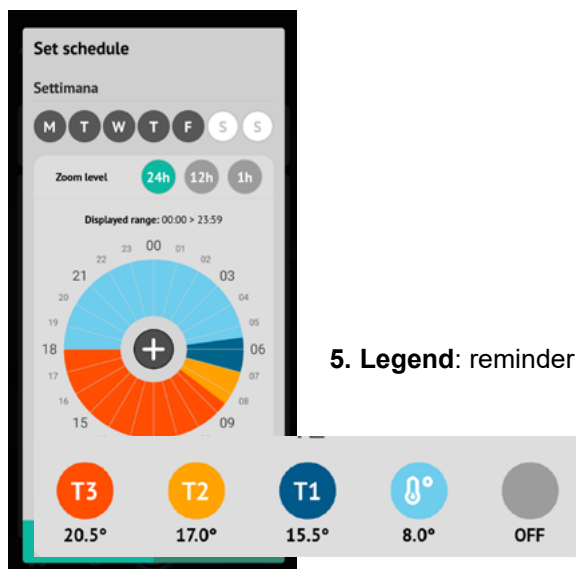 Set schedule
Settimana
M T W T F S S
Zoom level 24h 12h 1h
Displayed range: 00:00 > 23:59
00
01
02
03
04
05
06
07
08
09
15
16
17
18
19
20
21
22
23
5. Legend: reminder
T3 T2 T1
20.5° 17.0° 15.5° 8.0° OFF